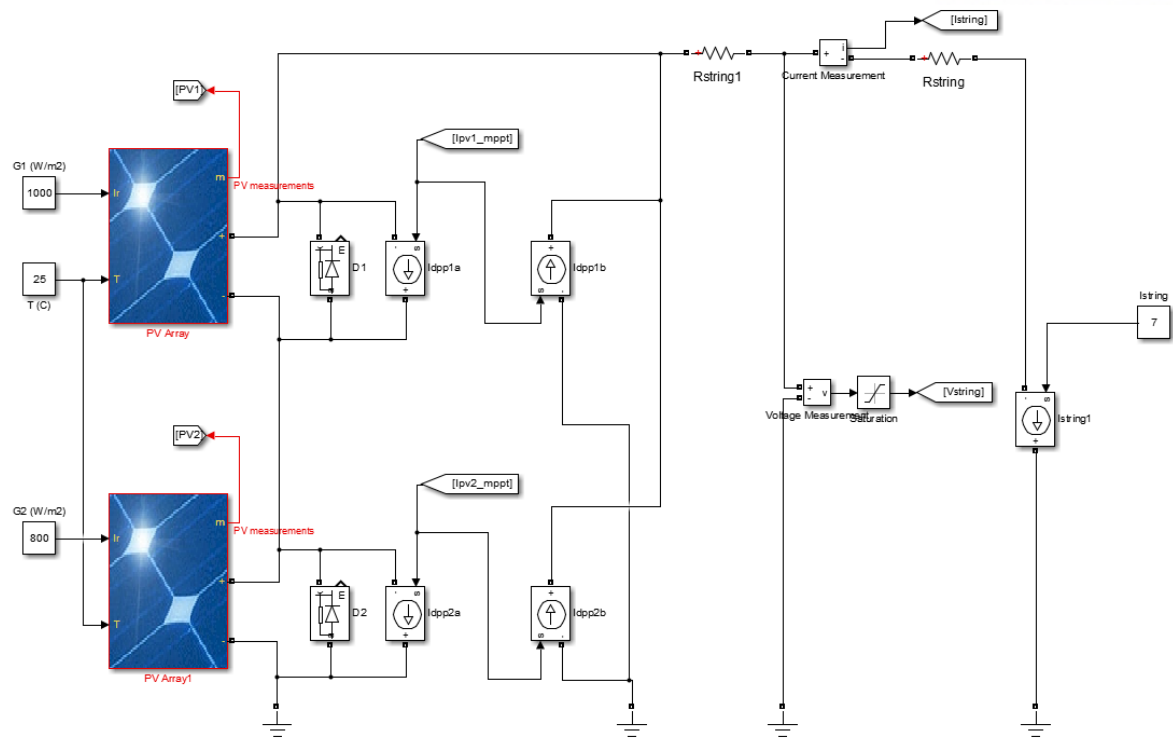 [Istring]
i
+
-
Current Measurement
Rstring1
Rstring
[PV1]
[Ipv1_mppt]
G1 (W/m2)
1000
Ir
m
PV measurements
+
T
-
25
T (C)
PV Array
m
D1
-
s
+
Idpp1a
+
s
-
Idpp1b
Istring
7
+
-
v
Voltage Measurement
Saturation
[Vstring]
-
s
+
Istring1
[PV2]
[Ipv2_mppt]
G2 (W/m2)
800
Ir
m
PV measurements
+
T
-
PV Array1
m
D2
-
s
+
Idpp2a
+
s
-
Idpp2b